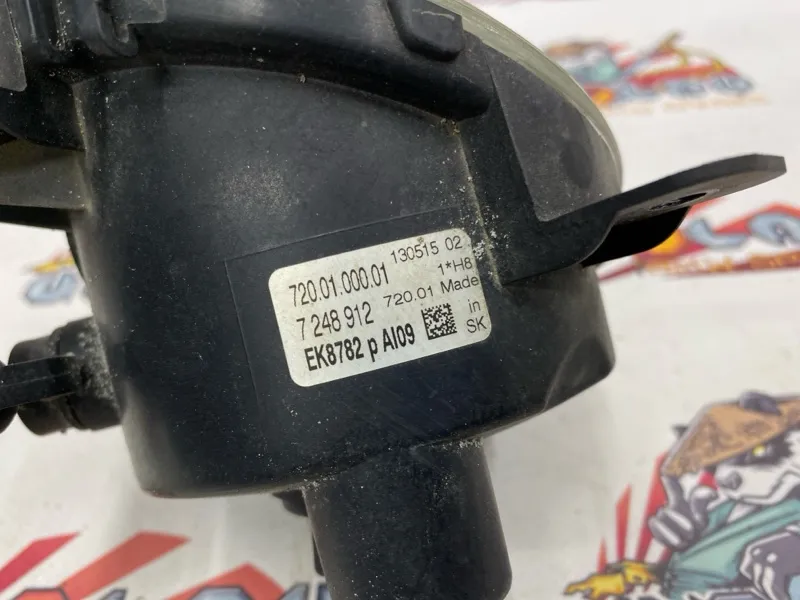 720.01.000.01 130515 02
1*H8
7 248 912 720.01 Made
in
EK8782 p AI09 SK